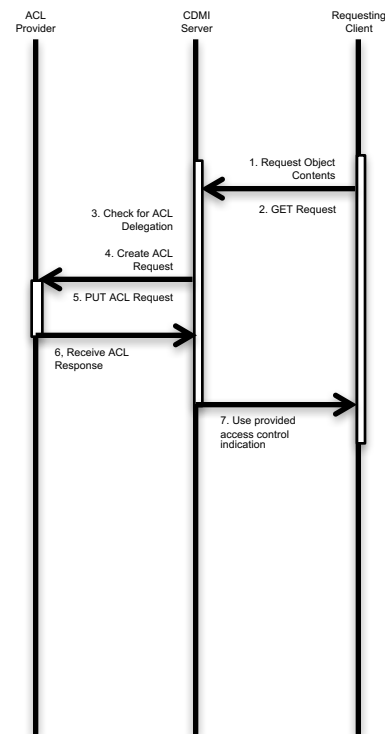 ACL
Provider
CDMI
Server
Requesting
Client
1. Request Object
Contents
2. GET Request
3. Check for ACL
Delegation
4. Create ACL
Request
5. PUT ACL Request
6, Receive ACL
Response
7. Use provided
access control
indication